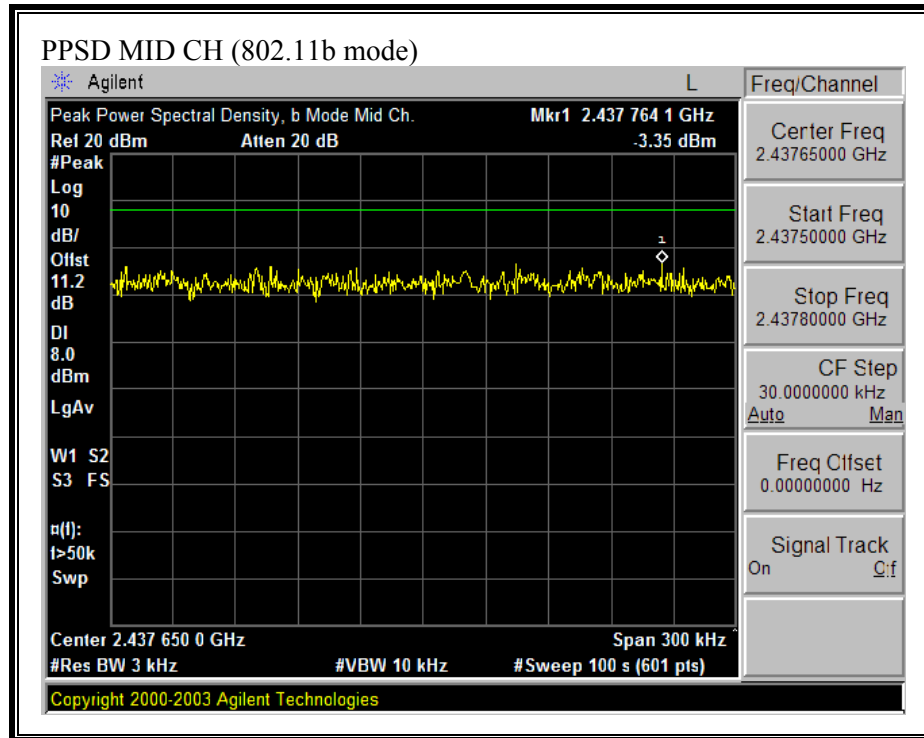 PPSD MID CH (802.11b mode)
Agilent L
Peak Power Spectral Density, b Mode Mid Ch. Mkr1 2.437 764 1 GHz
Ref 20 dBm Atten 20 dB -3.35 dBm
#Peak
Log
10
dB/
Offst
11.2
dB
DI
8.0
dBm
LgAv
W1 S2
S3 FS
¤(f):
f>50k
Swp
1
Center 2.437 650 0 GHz Span 300 kHz
#Res BW 3 kHz #VBW 10 kHz #Sweep 100 s (601 pts)
Copyright 2000-2003 Agilent Technologies
Freq/Channel
Center Freq
2.43765000 GHz
Start Freq
2.43750000 GHz
Stop Freq
2.43780000 GHz
CF Step
30.0000000 kHz
Auto Man
Freq Offset
0.00000000 Hz
Signal Track
On Off